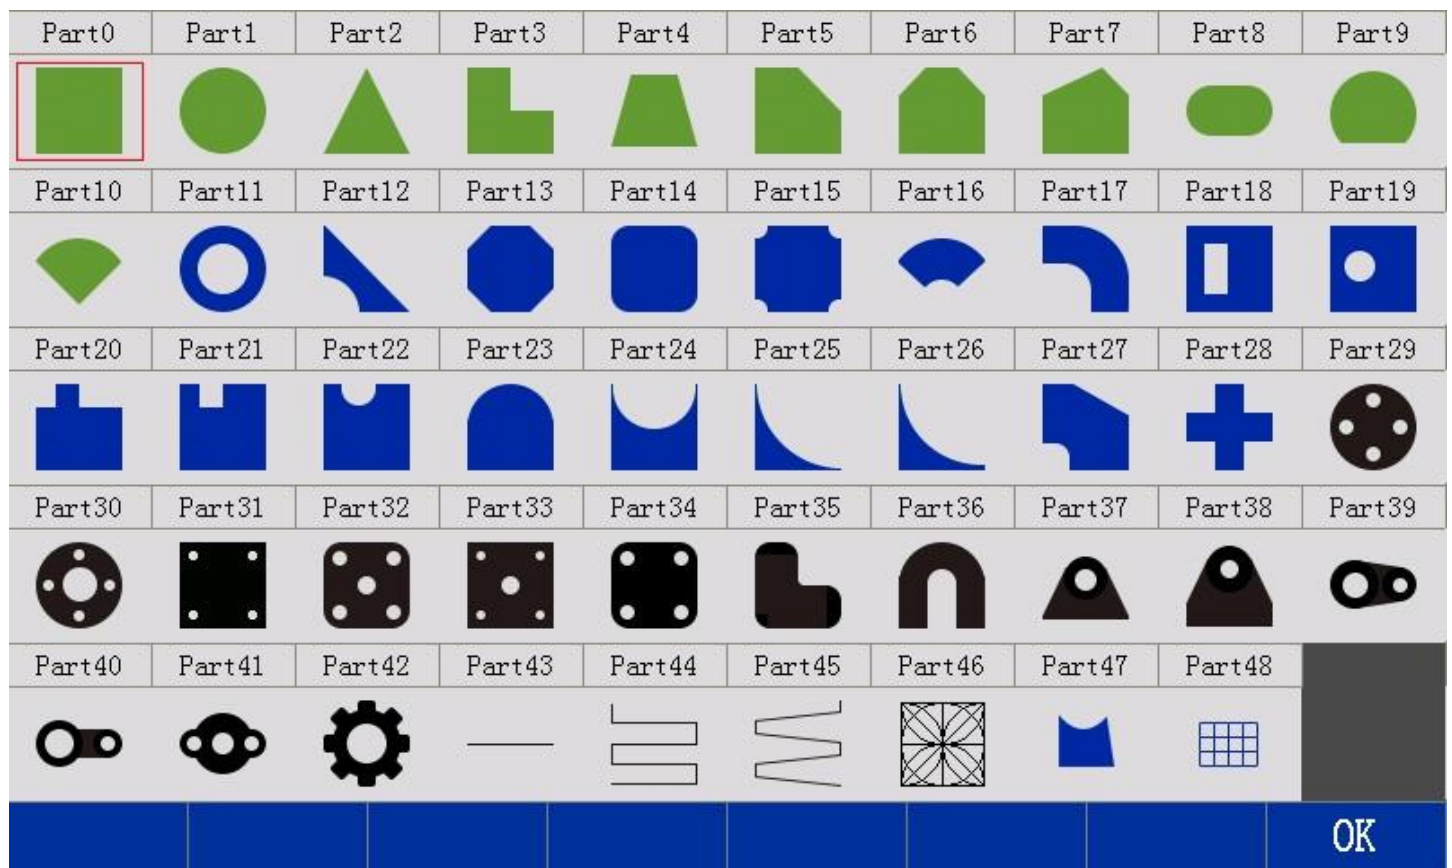 Part0 Part1 Part2 Part3 Part4 Part5 Part6 Part7 Part8 Part9
Part10 Part11 Part12 Part13 Part14 Part15 Part16 Part17 Part18 Part19
Part20 Part21 Part22 Part23 Part24 Part25 Part26 Part27 Part28 Part29
Part30 Part31 Part32 Part33 Part34 Part35 Part36 Part37 Part38 Part39
Part40 Part41 Part42 Part43 Part44 Part45 Part46 Part47 Part48
OK